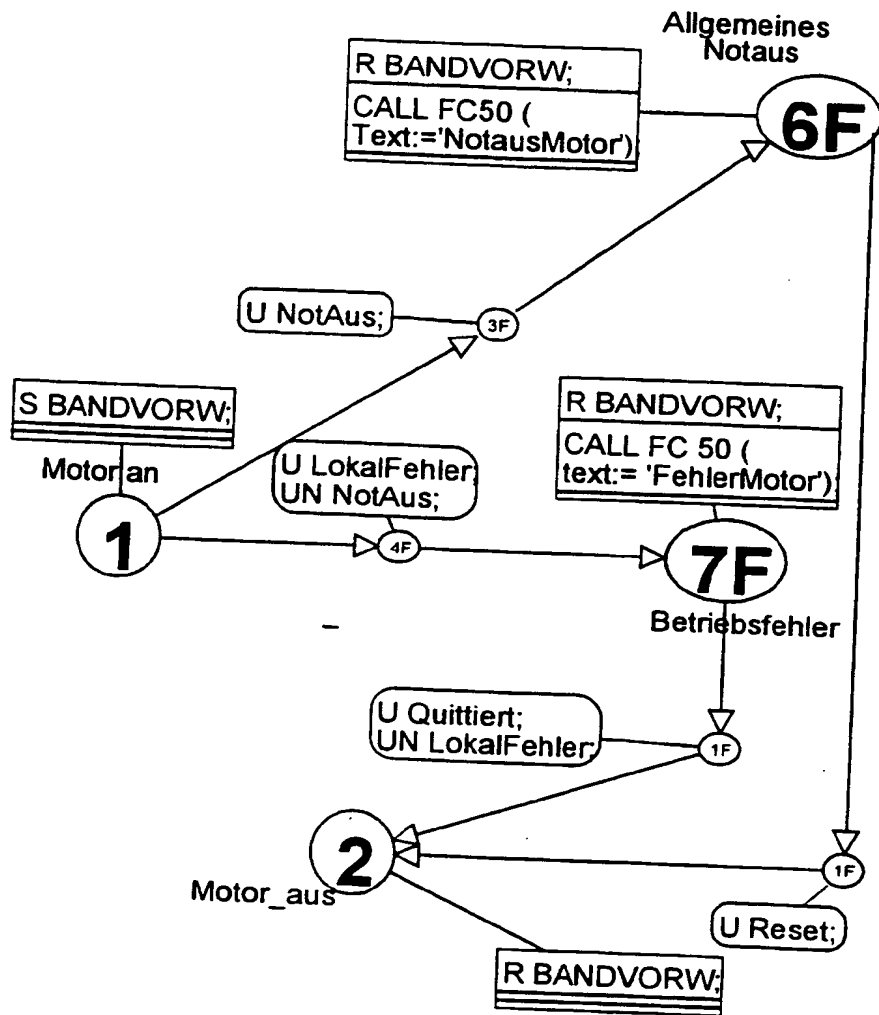 Allgemeines
Notaus
R BANDVORW;
CALL FC50 (
Text:='NotausMotor')
6F
U NotAus;
3F
S BANDVORW;
Motor an
1
U LokalFehler;
UN NotAus;
4F
R BANDVORW;
CALL FC 50 (
text:= 'FehlerMotor')
7F
Betriebsfehler
U Quittiert;
UN LokalFehler;
1F
2
Motor_aus
1F
U Reset;
R BANDVORW;